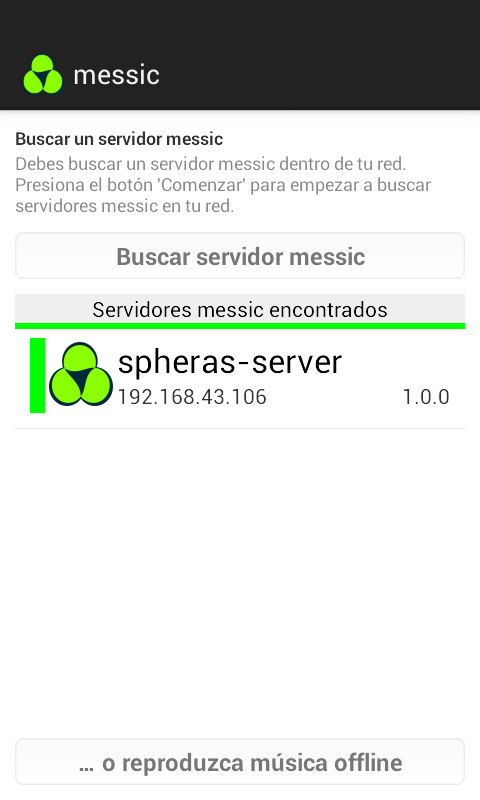 messic
Buscar un servidor messic
Debes buscar un servidor messic dentro de tu red.
Presiona el botón 'Comenzar' para empezar a buscar
servidores messic en tu red.
Buscar servidor messic
Servidores messic encontrados
spheras-server
192.168.43.106 1.0.0
... o reproduzca música offline